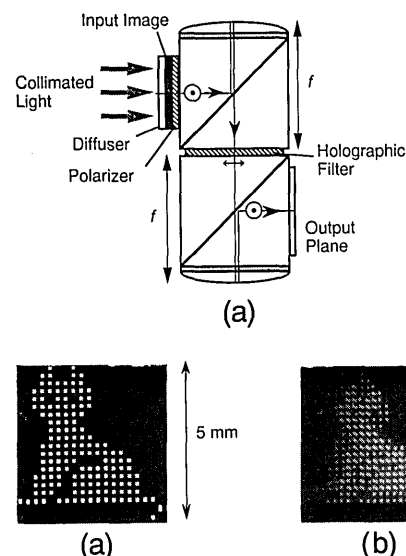 Input Image
Collimated
Light
Diffuser
Polarizer
f
f
Holographic
Filter
Output
Plane
(a)
5 mm
(a)
(b)